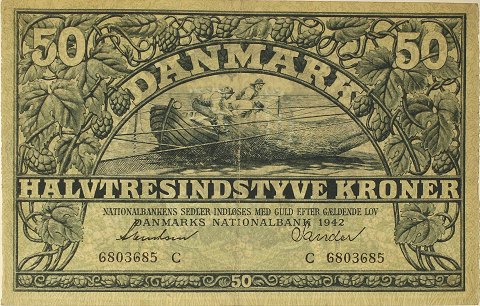 50 50
DANMARK
HALVTRESINDSTYVE KRONER
NATIONALBANKENS SEDLER INDLØSES MED GULD EFTER GÆLDENDE LOV
DANMARKS NATIONALBANK 1942
6803685 C C 6803685
50